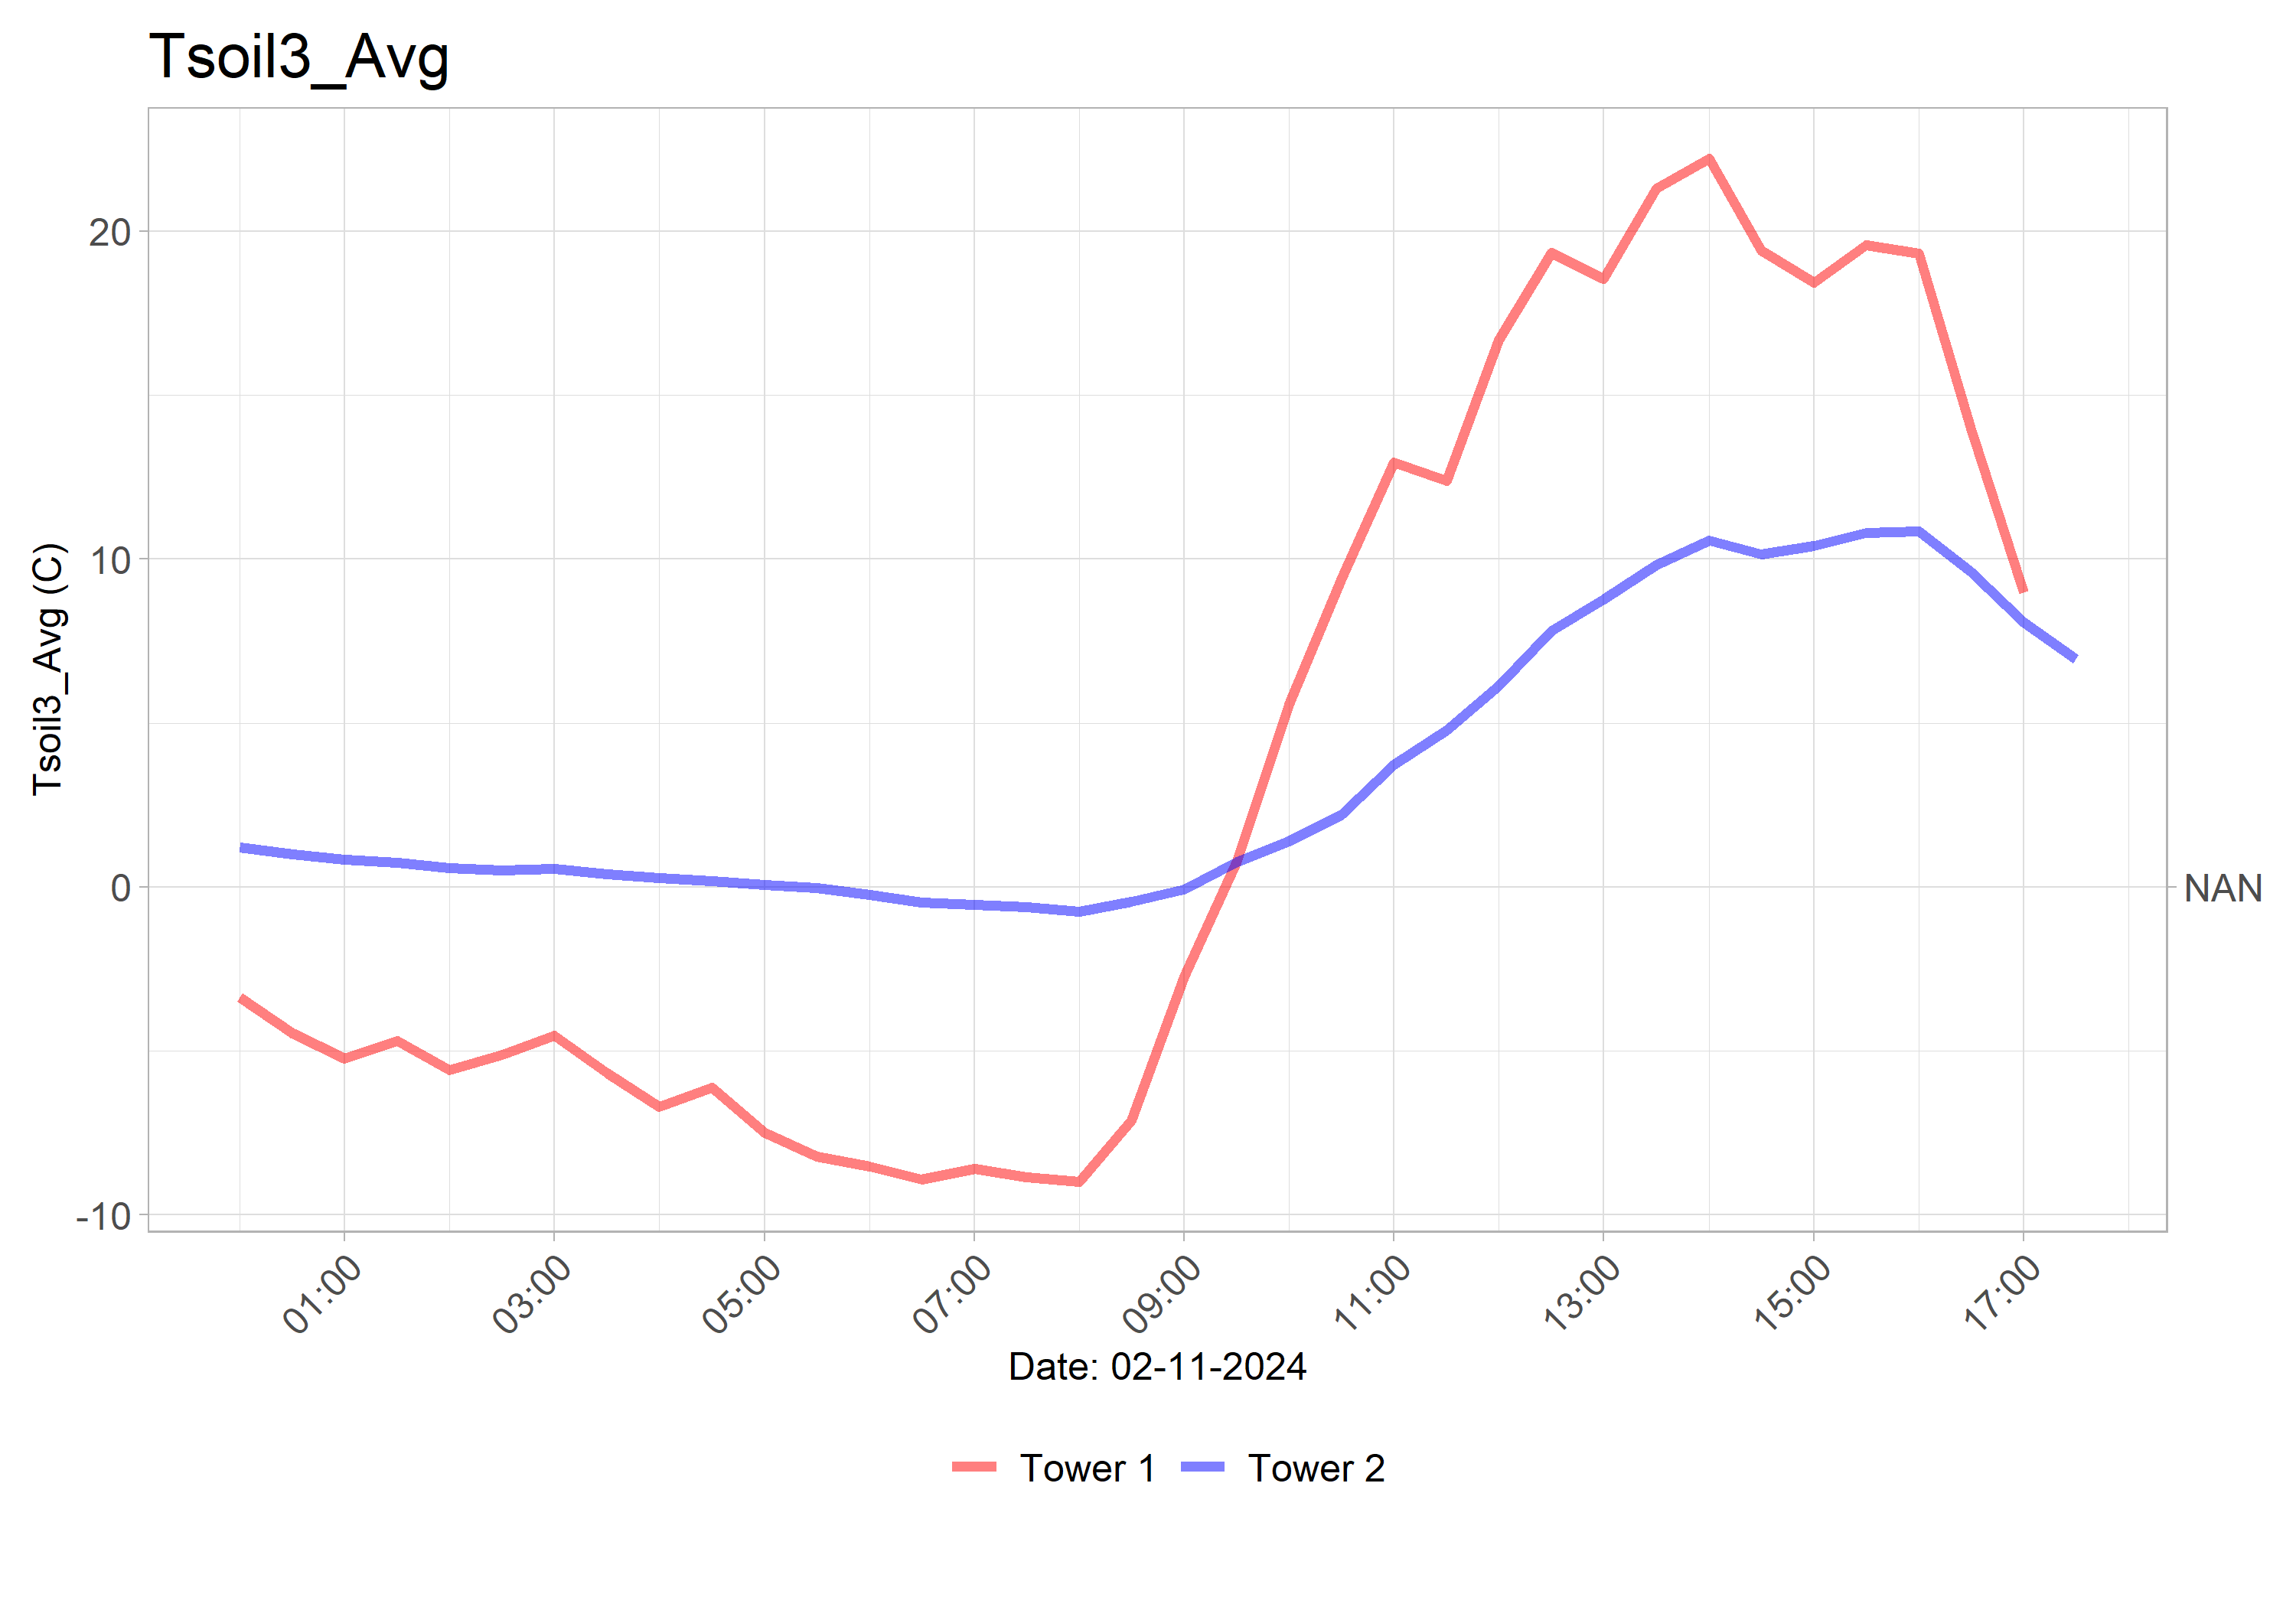 Tsoil3_Avg
Tsoil3_Avg (C)
20
10
0
-10
NAN
01:00 03:00 05:00 07:00 09:00 11:00 13:00 15:00 17:00
Date: 02-11-2024
Tower 1 Tower 2